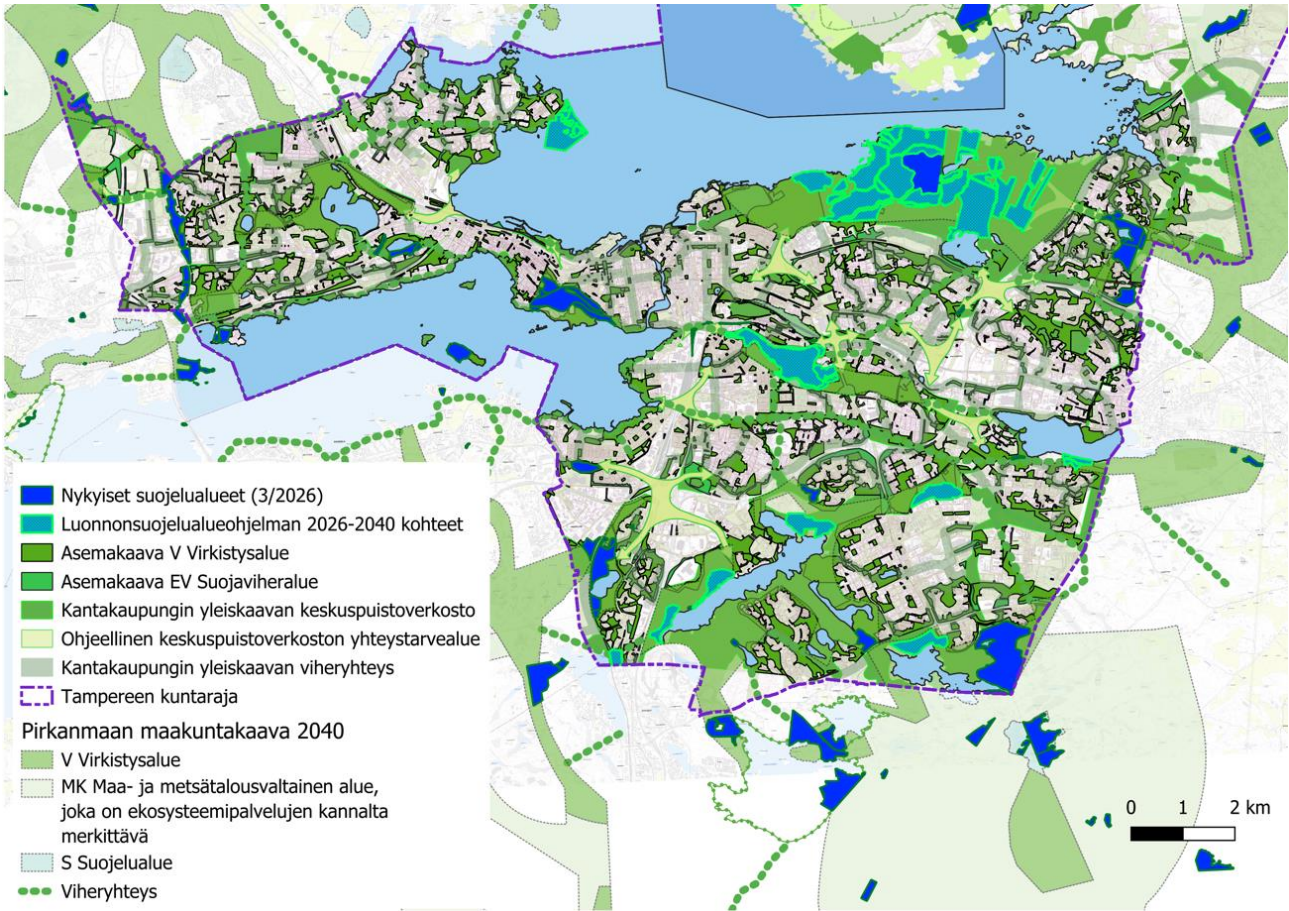 Nykyiset suojelualueet (3/2026)
Luonnonsuojelualueohjelman 2026-2040 kohteet
Asemakaava V Virkistysalue
Asemakaava EV Suojaviheralue
Kantakaupungin yleiskaavan keskuspuistoverkosto
Ohjeellinen keskuspuistoverkoston yhteystarvealue
Kantakaupungin yleiskaavan viheryhteys
Tampereen kuntaraja
Pirkanmaan maakuntakaava 2040
V Virkistysalue
MK Maa- ja metsätalousvaltainen alue,
joka on ekosysteemipalvelujen kannalta
merkittävä
S Suojelualue
Viheryhteys
0 1 2 km